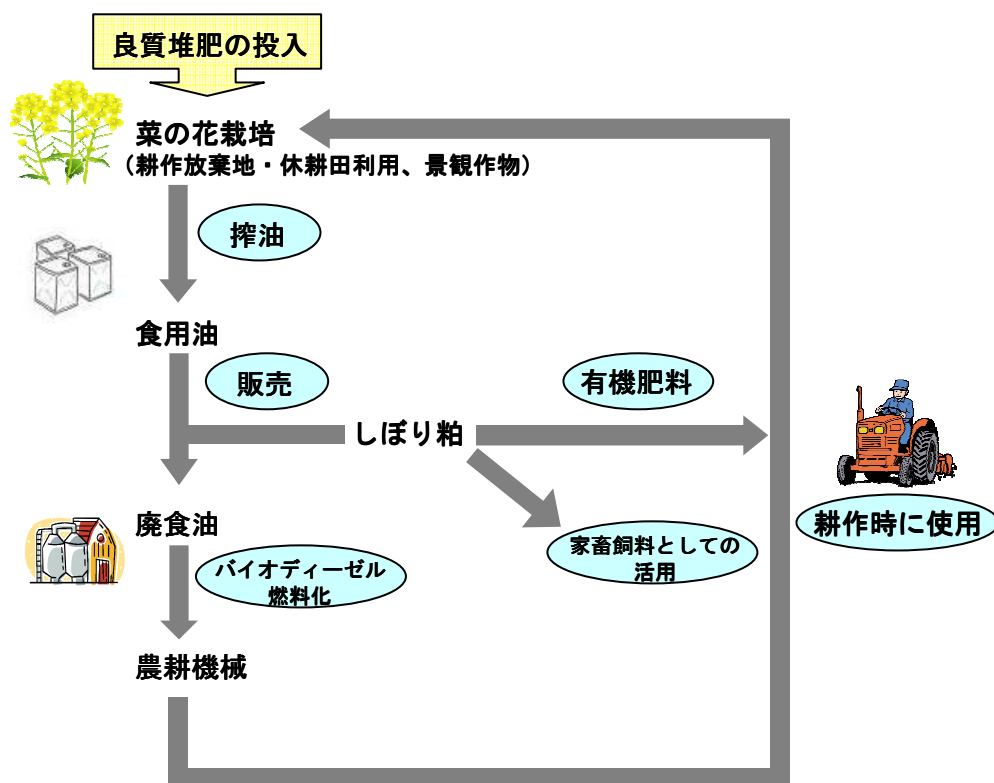 良質堆肥の投入
菜の花栽培
（耕作放棄地・休耕田利用、景観作物）
搾油
食用油
販売
有機肥料
しぼり粕
廃食油
耕作時に使用
家畜飼料としての
活用
バイオディーゼル
燃料化
農耕機械